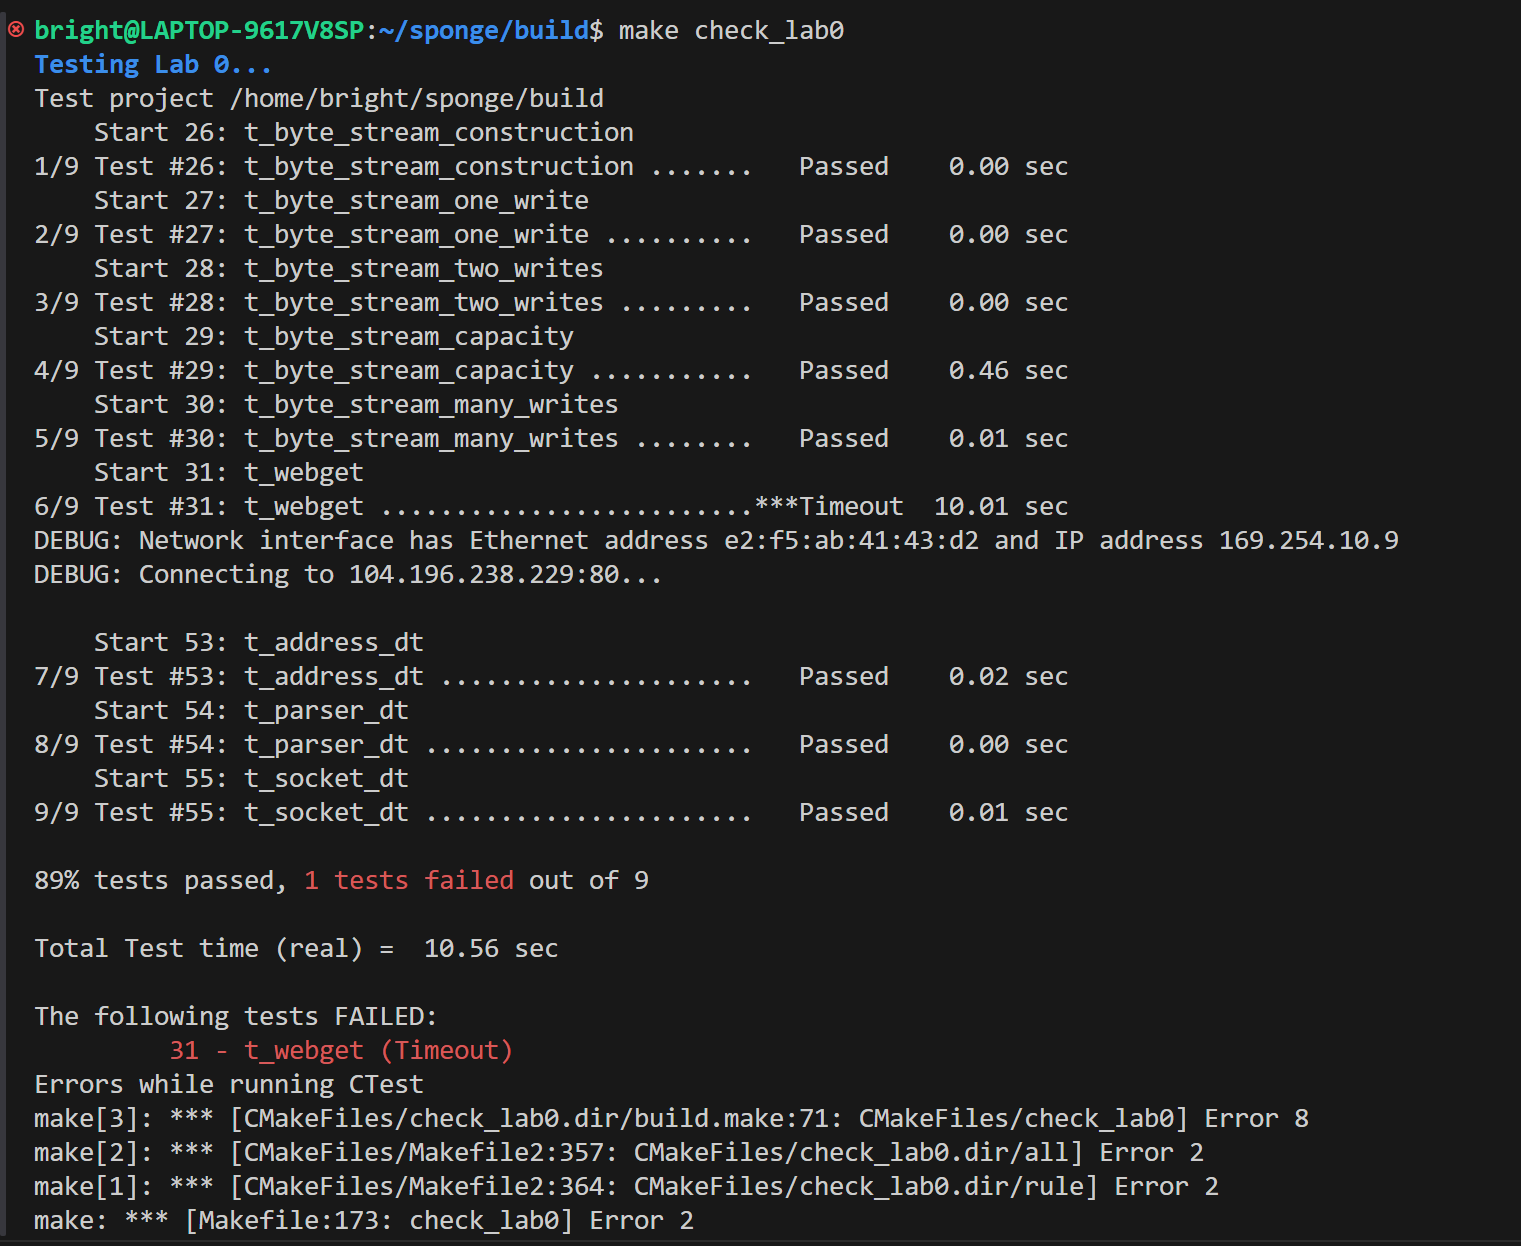 bright@LAPTOP-9617V8SP:~/sponge/build$ make check_lab0
Testing Lab 0...
Test project /home/bright/sponge/build
    Start 26: t_byte_stream_construction
1/9 Test #26: t_byte_stream_construction .......   Passed    0.00 sec
    Start 27: t_byte_stream_one_write
2/9 Test #27: t_byte_stream_one_write ..........   Passed    0.00 sec
    Start 28: t_byte_stream_two_writes
3/9 Test #28: t_byte_stream_two_writes .........   Passed    0.00 sec
    Start 29: t_byte_stream_capacity
4/9 Test #29: t_byte_stream_capacity ...........   Passed    0.46 sec
    Start 30: t_byte_stream_many_writes
5/9 Test #30: t_byte_stream_many_writes ........   Passed    0.01 sec
    Start 31: t_webget
6/9 Test #31: t_webget .........................***Timeout  10.01 sec
DEBUG: Network interface has Ethernet address e2:f5:ab:41:43:d2 and IP address 169.254.10.9
DEBUG: Connecting to 104.196.238.229:80...
    Start 53: t_address_dt
7/9 Test #53: t_address_dt .....................   Passed    0.02 sec
    Start 54: t_parser_dt
8/9 Test #54: t_parser_dt ......................   Passed    0.00 sec
    Start 55: t_socket_dt
9/9 Test #55: t_socket_dt ......................   Passed    0.01 sec
89% tests passed, 1 tests failed out of 9
Total Test time (real) =  10.56 sec
The following tests FAILED:
         31 - t_webget (Timeout)
Errors while running CTest
make[3]: *** [CMakeFiles/check_lab0.dir/build.make:71: CMakeFiles/check_lab0] Error 8
make[2]: *** [CMakeFiles/Makefile2:357: CMakeFiles/check_lab0.dir/all] Error 2
make[1]: *** [CMakeFiles/Makefile2:364: CMakeFiles/check_lab0.dir/rule] Error 2
make: *** [Makefile:173: check_lab0] Error 2